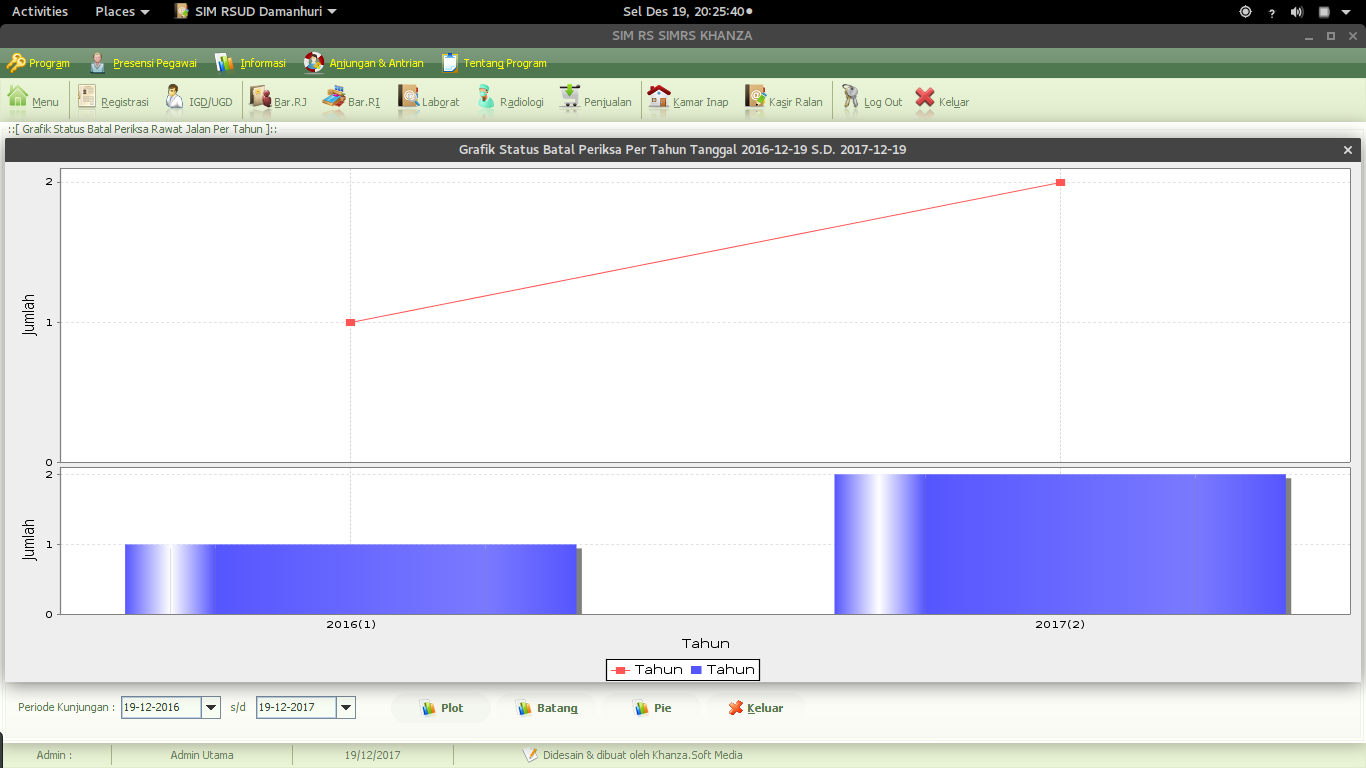 Activities Places SIM RSUD Damanhuri Sel Des 19, 20:25:40
SIM RS SIMRS KHANZA
Program Presensi Pegawai Informasi Anjungan & Antrian Tentang Program
Menu Registrasi IGD/UGD Bar.RJ Bar.RI Laborat Radiologi Penjualan Kamar Inap Kasir Ralan Log Out Keluar
::[ Grafik Status Batal Periksa Rawat Jalan Per Tahun ]::
Grafik Status Batal Periksa Per Tahun Tanggal 2016-12-19 S.D. 2017-12-19
2
Jumlah
1
0
2
Jumlah
1
0
2016(1) 2017(2)
Tahun
Tahun Tahun
Periode Kunjungan : 19-12-2016 s/d 19-12-2017 Plot Batang Pie Keluar
Admin : Admin Utama 19/12/2017 Didesain & dibuat oleh Khanza.Soft Media